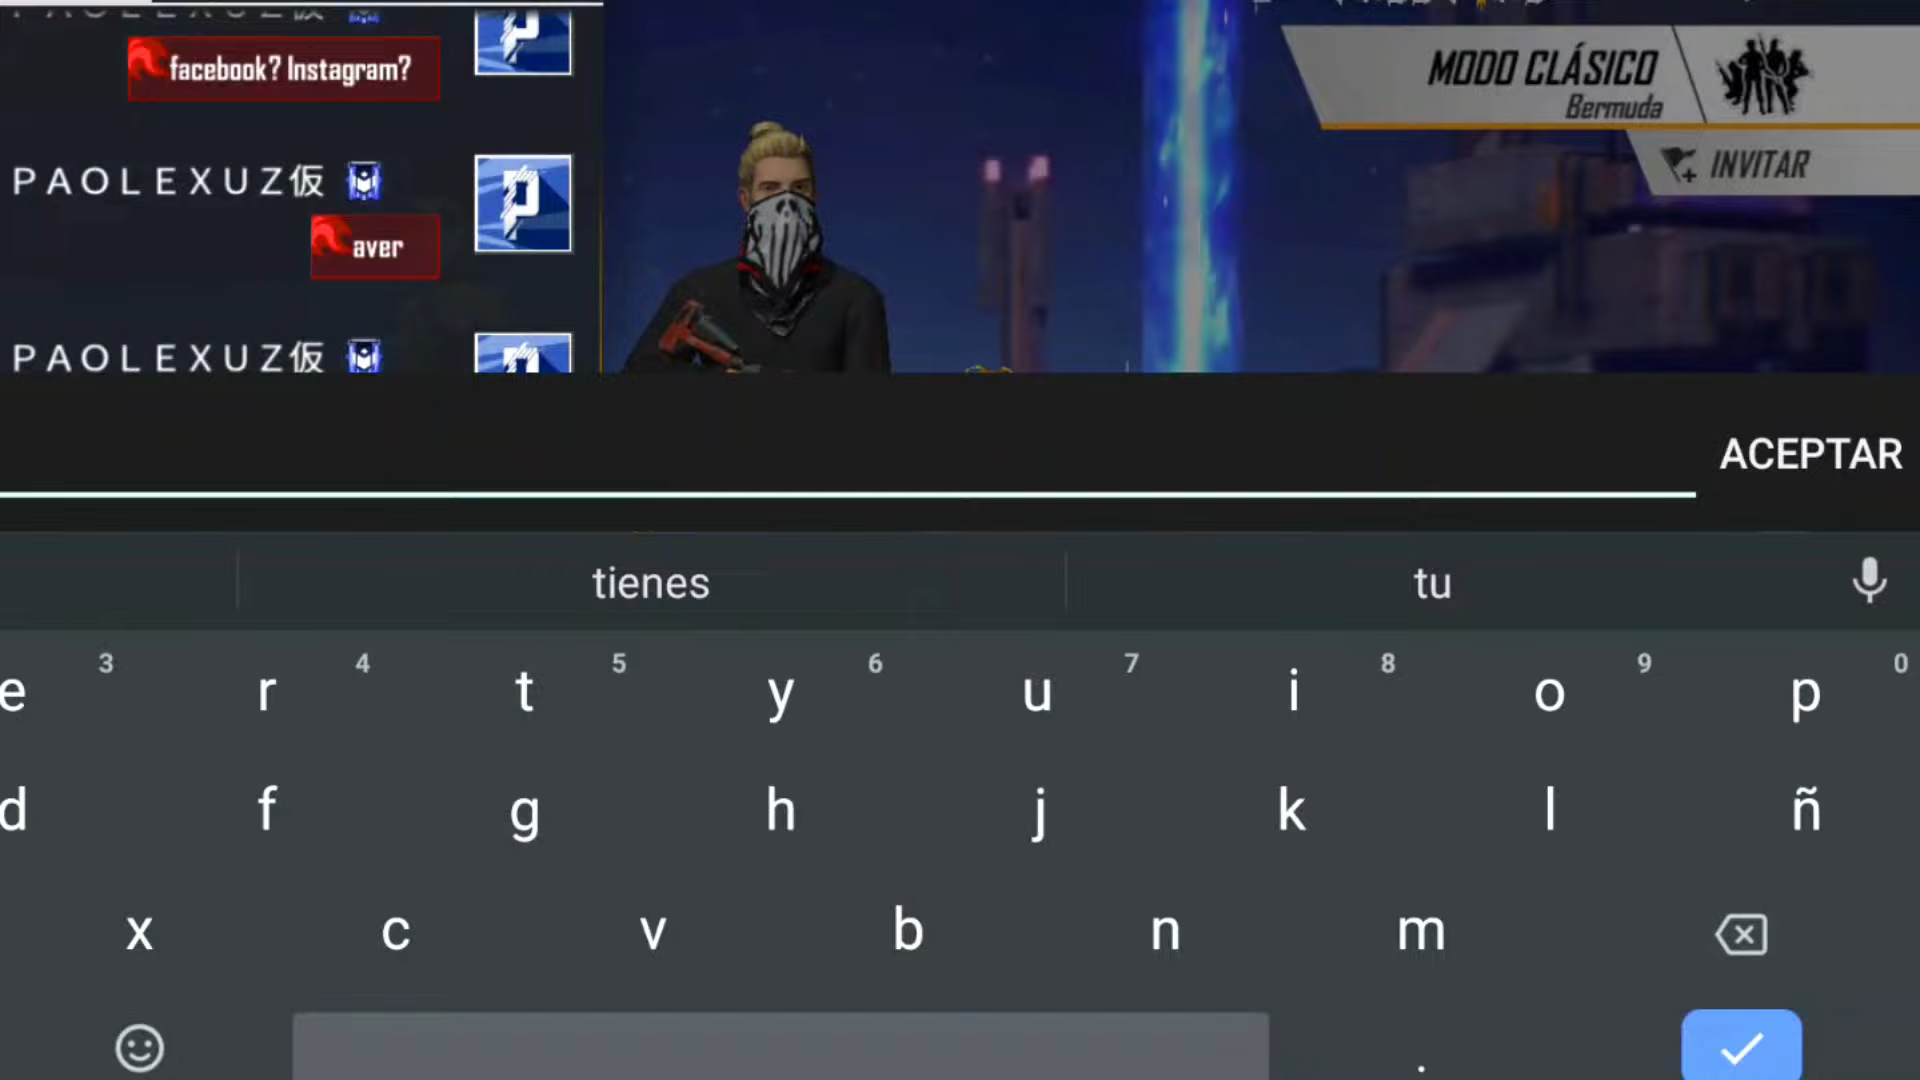 facebook? Instagram?
PAOLEXUZ仮
aver
PAOLEXUZ仮
MODO CLÁSICO
Bermuda
INVITAR
ACEPTAR
tienes
tu
3 4 5 6 7 8 9 0
e r t y u i o p
d f g h j k l ñ
x c v b n m
.